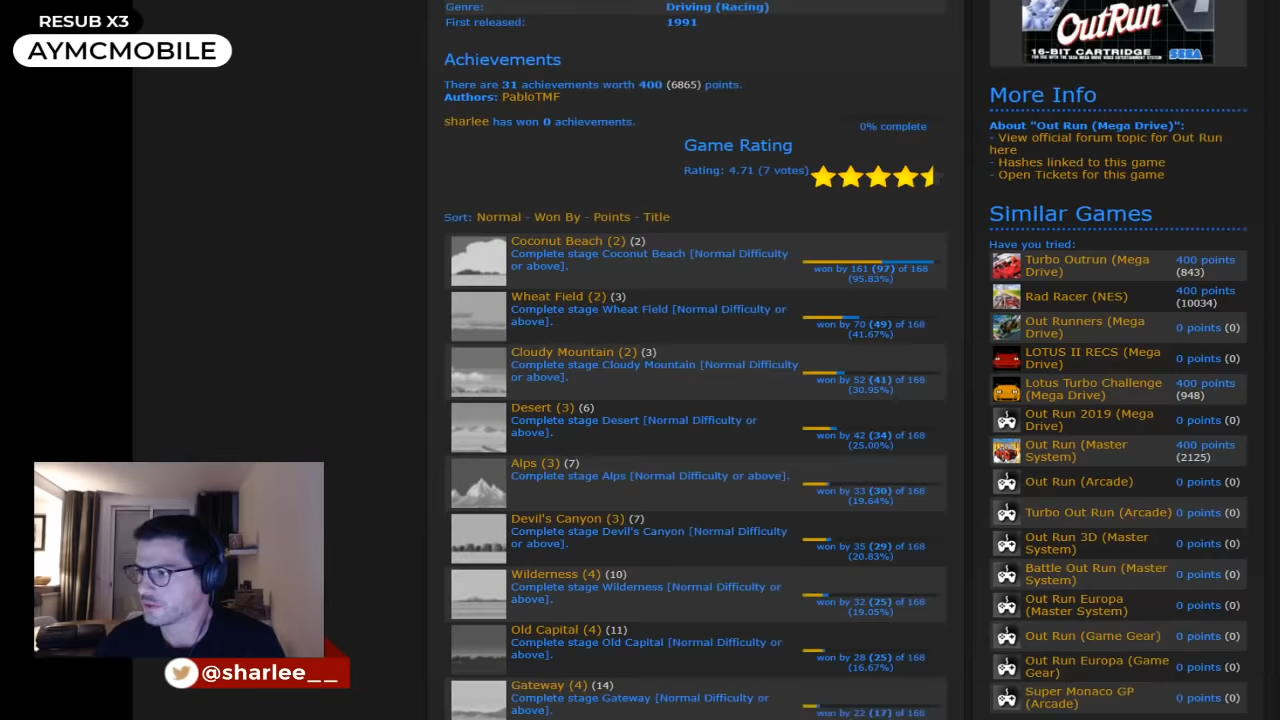 RESUB X3
AYMCMOBILE
Genre: Driving (Racing)
First released: 1991
Achievements
There are 31 achievements worth 400 (6865) points.
Authors: PabloTMF
sharlee has won 0 achievements.
0% complete
Game Rating
Rating: 4.71 (7 votes)
Sort: Normal - Won By - Points - Title
Coconut Beach (2) (2)
Complete stage Coconut Beach [Normal Difficulty
or above].
won by 161 (97) of 168
(95.83%)
Wheat Field (2) (3)
Complete stage Wheat Field [Normal Difficulty or
above].
won by 70 (49) of 168
(41.67%)
Cloudy Mountain (2) (3)
Complete stage Cloudy Mountain [Normal Difficulty
or above].
won by 52 (41) of 168
(30.95%)
Desert (3) (6)
Complete stage Desert [Normal Difficulty or
above].
won by 42 (34) of 168
(25.00%)
Alps (3) (7)
Complete stage Alps [Normal Difficulty or above].
won by 33 (30) of 168
(19.64%)
Devil's Canyon (3) (7)
Complete stage Devil's Canyon [Normal Difficulty
or above].
won by 35 (29) of 168
(20.83%)
Wilderness (4) (10)
Complete stage Wilderness [Normal Difficulty or
above].
won by 32 (25) of 168
(19.05%)
Old Capital (4) (11)
Complete stage Old Capital [Normal Difficulty or
above].
won by 28 (25) of 168
(16.67%)
Gateway (4) (14)
Complete stage Gateway [Normal Difficulty or
above].
won by 22 (17) of 168
OutRun
16-BIT CARTRIDGE
SEGA
More Info
About "Out Run (Mega Drive)":
- View official forum topic for Out Run
here
- Hashes linked to this game
- Open Tickets for this game
Similar Games
Have you tried:
Turbo Outrun (Mega
Drive)
400 points
(843)
Rad Racer (NES)
400 points
(10034)
Out Runners (Mega
Drive)
0 points (0)
LOTUS II RECS (Mega
Drive)
0 points (0)
Lotus Turbo Challenge
(Mega Drive)
400 points
(948)
Out Run 2019 (Mega
Drive)
0 points (0)
Out Run (Master
System)
400 points
(2125)
Out Run (Arcade)
0 points (0)
Turbo Out Run (Arcade)
0 points (0)
Out Run 3D (Master
System)
0 points (0)
Battle Out Run (Master
System)
0 points (0)
Out Run Europa
(Master System)
0 points (0)
Out Run (Game Gear)
0 points (0)
Out Run Europa (Game
Gear)
0 points (0)
Super Monaco GP
(Arcade)
0 points (0)
@sharlee__